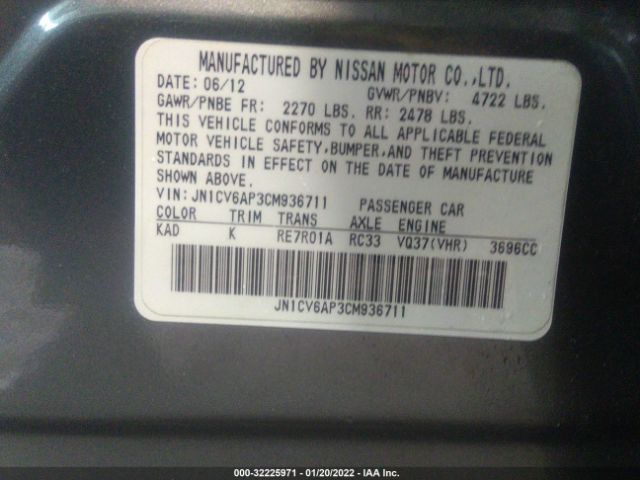 MANUFACTURED BY NISSAN MOTOR CO.,LTD.
DATE: 06/12 GVWR/PNBV: 4722 LBS.
GAWR/PNBE FR: 2270 LBS. RR: 2478 LBS.
THIS VEHICLE CONFORMS TO ALL APPLICABLE FEDERAL
MOTOR VEHICLE SAFETY,BUMPER,AND THEFT PREVENTION
STANDARDS IN EFFECT ON THE DATE OF MANUFACTURE
SHOWN ABOVE.
VIN: JN1CV6AP3CM936711 PASSENGER CAR
COLOR TRIM TRANS AXLE ENGINE
KAD K RE7R01A RC33 VQ37(VHR) 3696CC
JN1CV6AP3CM936711
000-32225971 - 01/20/2022 - IAA Inc.